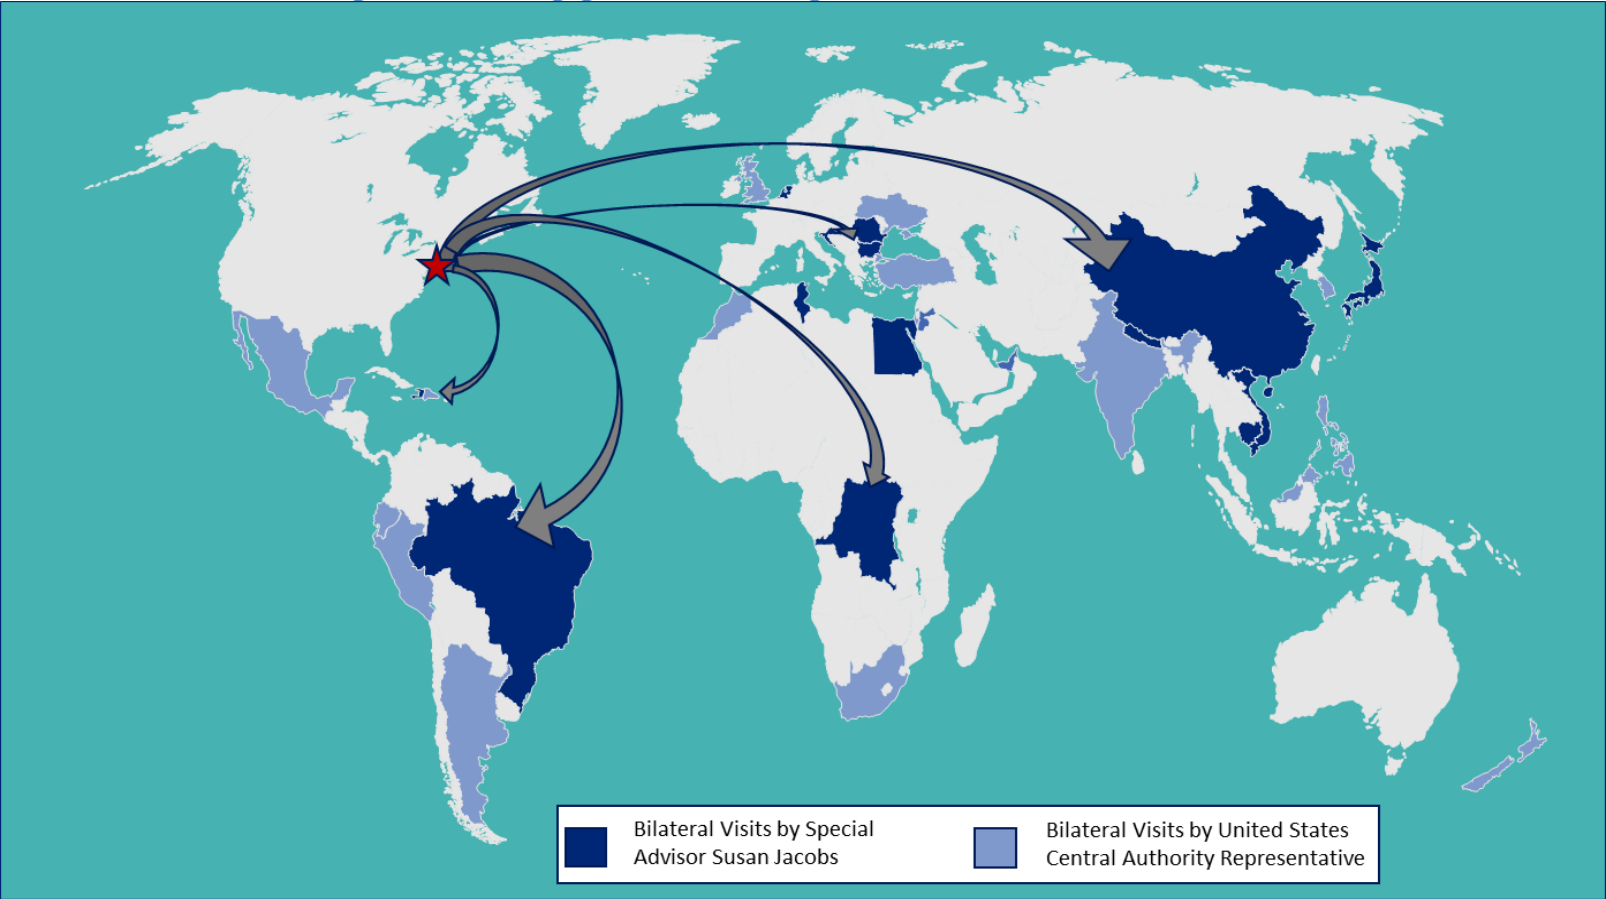 Bilateral Visits by Special
Advisor Susan Jacobs
Bilateral Visits by United States
Central Authority Representative